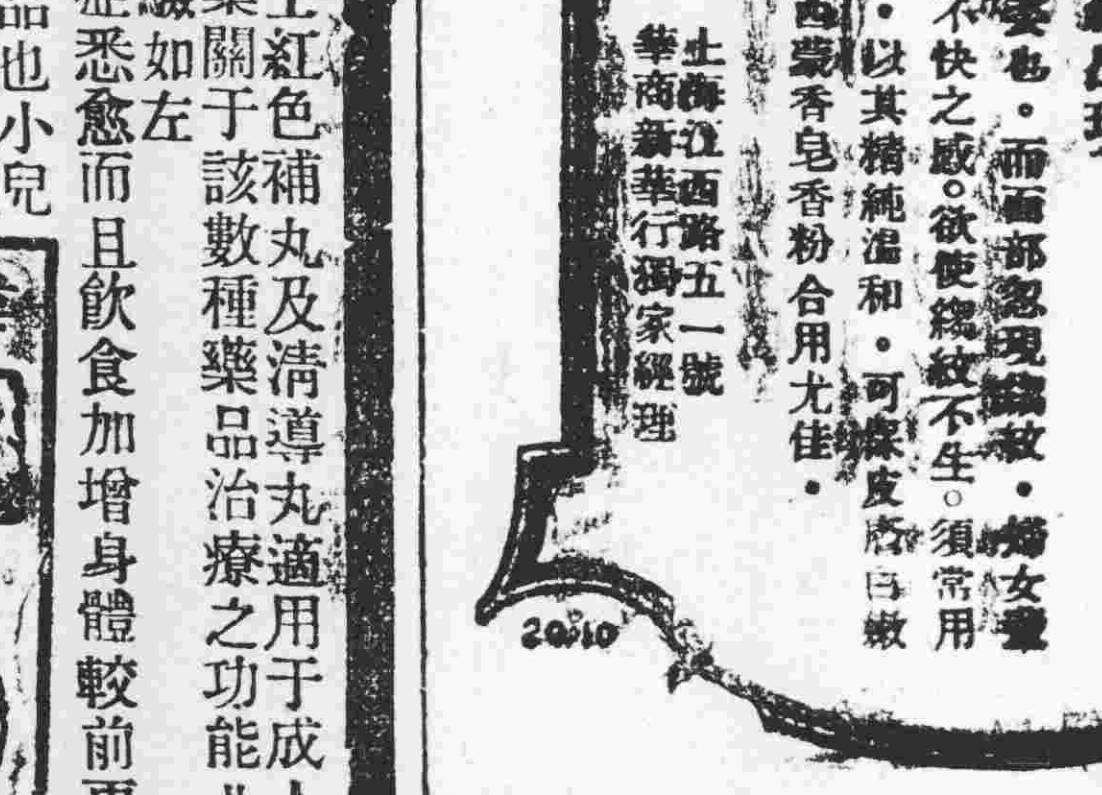 也・而面部忽現縐紋・婦女
不快之感。欲使縐紋不生。須常用
・以其精純溫和・可保皮膚白嫩
西蒙香皂香粉合用尤佳・
上海江西路五一號
華商新華行獨家經理
20.10
紅色補丸及清導丸適用于成
藥關于該數種藥品治療之功能
驗如左
症悉愈而且飲食加增身體較前更
品也小兒